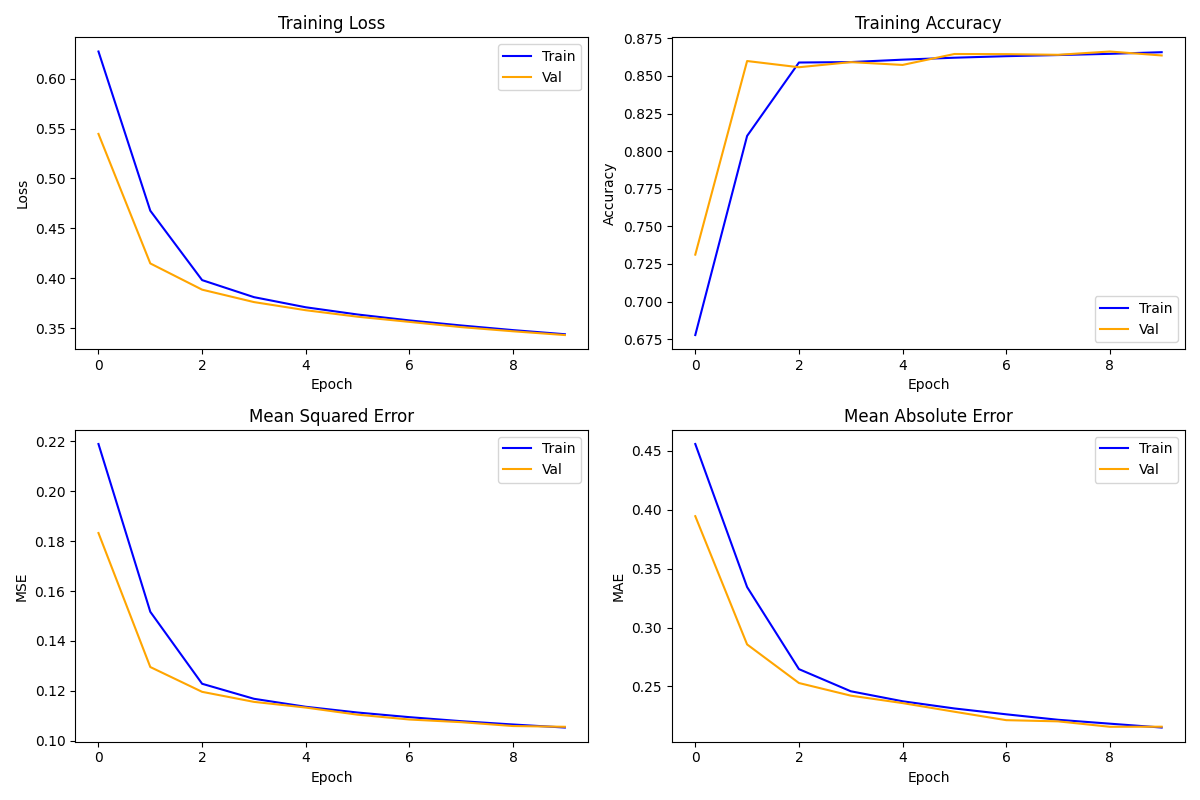 Training Loss
Loss
0.60
0.55
0.50
0.45
0.40
0.35
Train
Val
0 2 4 6 8
Epoch
Training Accuracy
Accuracy
0.875
0.850
0.825
0.800
0.775
0.750
0.725
0.700
0.675
Train
Val
0 2 4 6 8
Epoch
Mean Squared Error
MSE
0.22
0.20
0.18
0.16
0.14
0.12
0.10
Train
Val
0 2 4 6 8
Epoch
Mean Absolute Error
MAE
0.45
0.40
0.35
0.30
0.25
Train
Val
0 2 4 6 8
Epoch